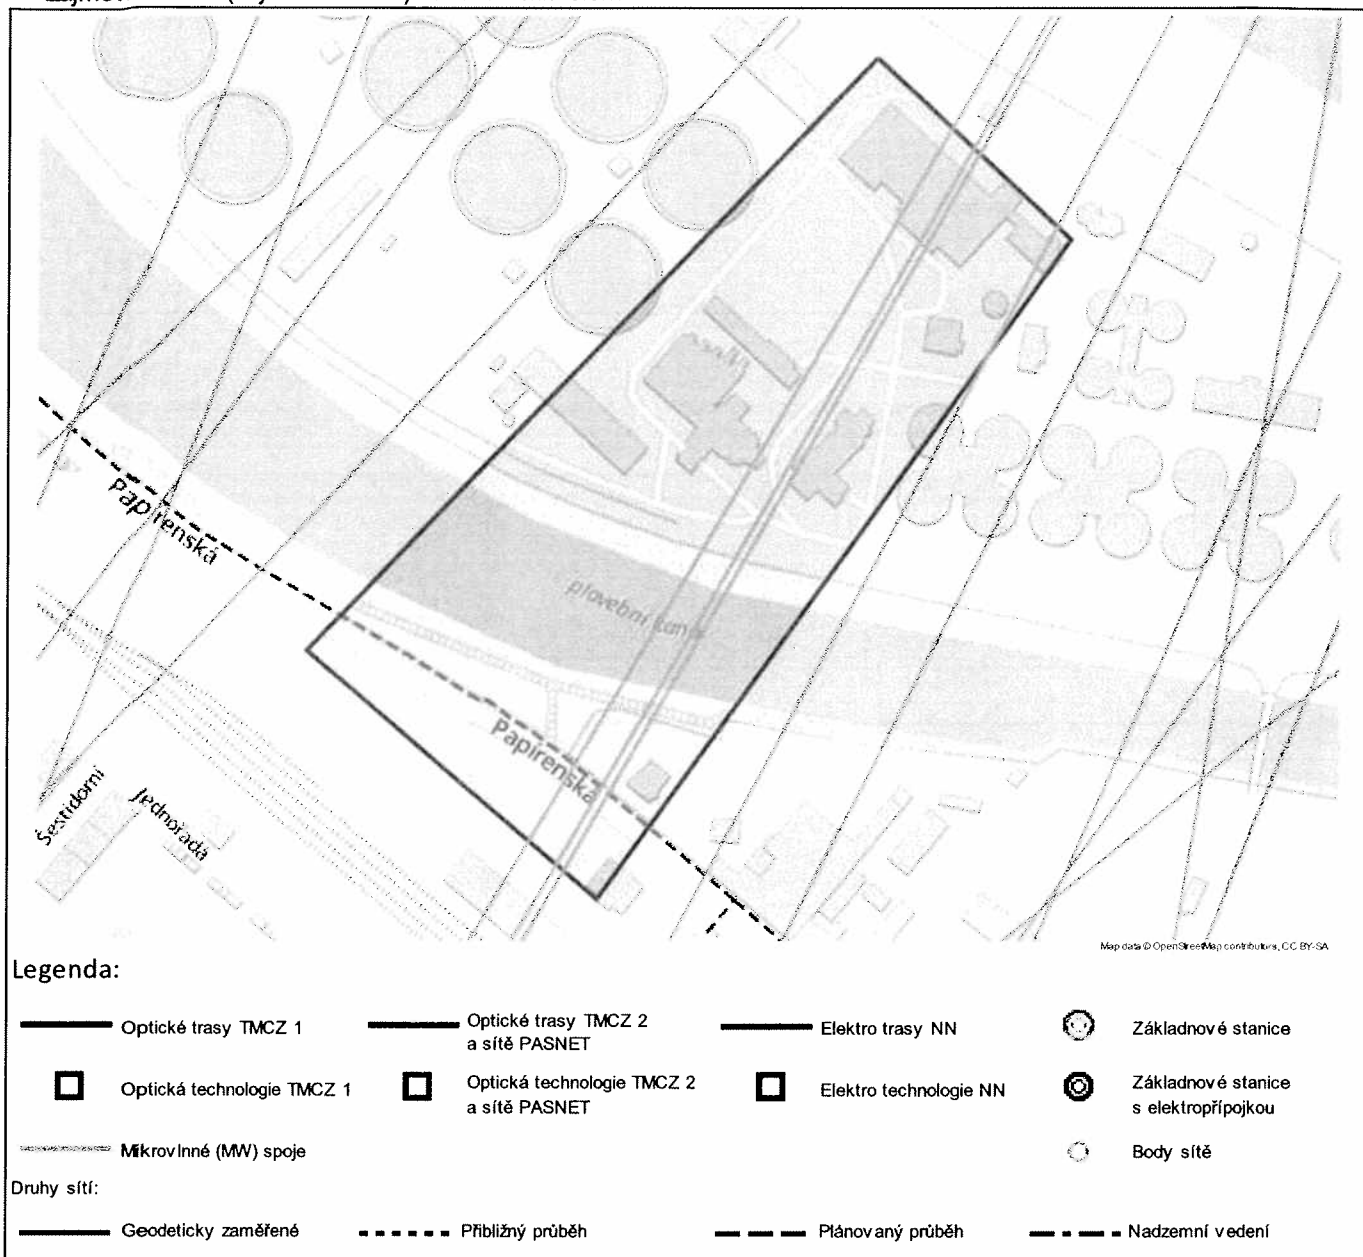 Papírenská
plavební kanál
Papírenská
Šestidomí
Jednořadá
Map data © OpenStreetMap contributors, CC BY-SA
Legenda:
Optické trasy TMCZ 1
Optické trasy TMCZ 2
a sítě PASNET
Elektro trasy NN
Základnové stanice
Optická technologie TMCZ 1
Optická technologie TMCZ 2
a sítě PASNET
Elektro technologie NN
Základnové stanice
s elektropřípojkou
Mikrovlnné (MW) spoje
Body sítě
Druhy sítí:
Geodeticky zaměřené
Přibližný průběh
Plánovaný průběh
Nadzemní vedení